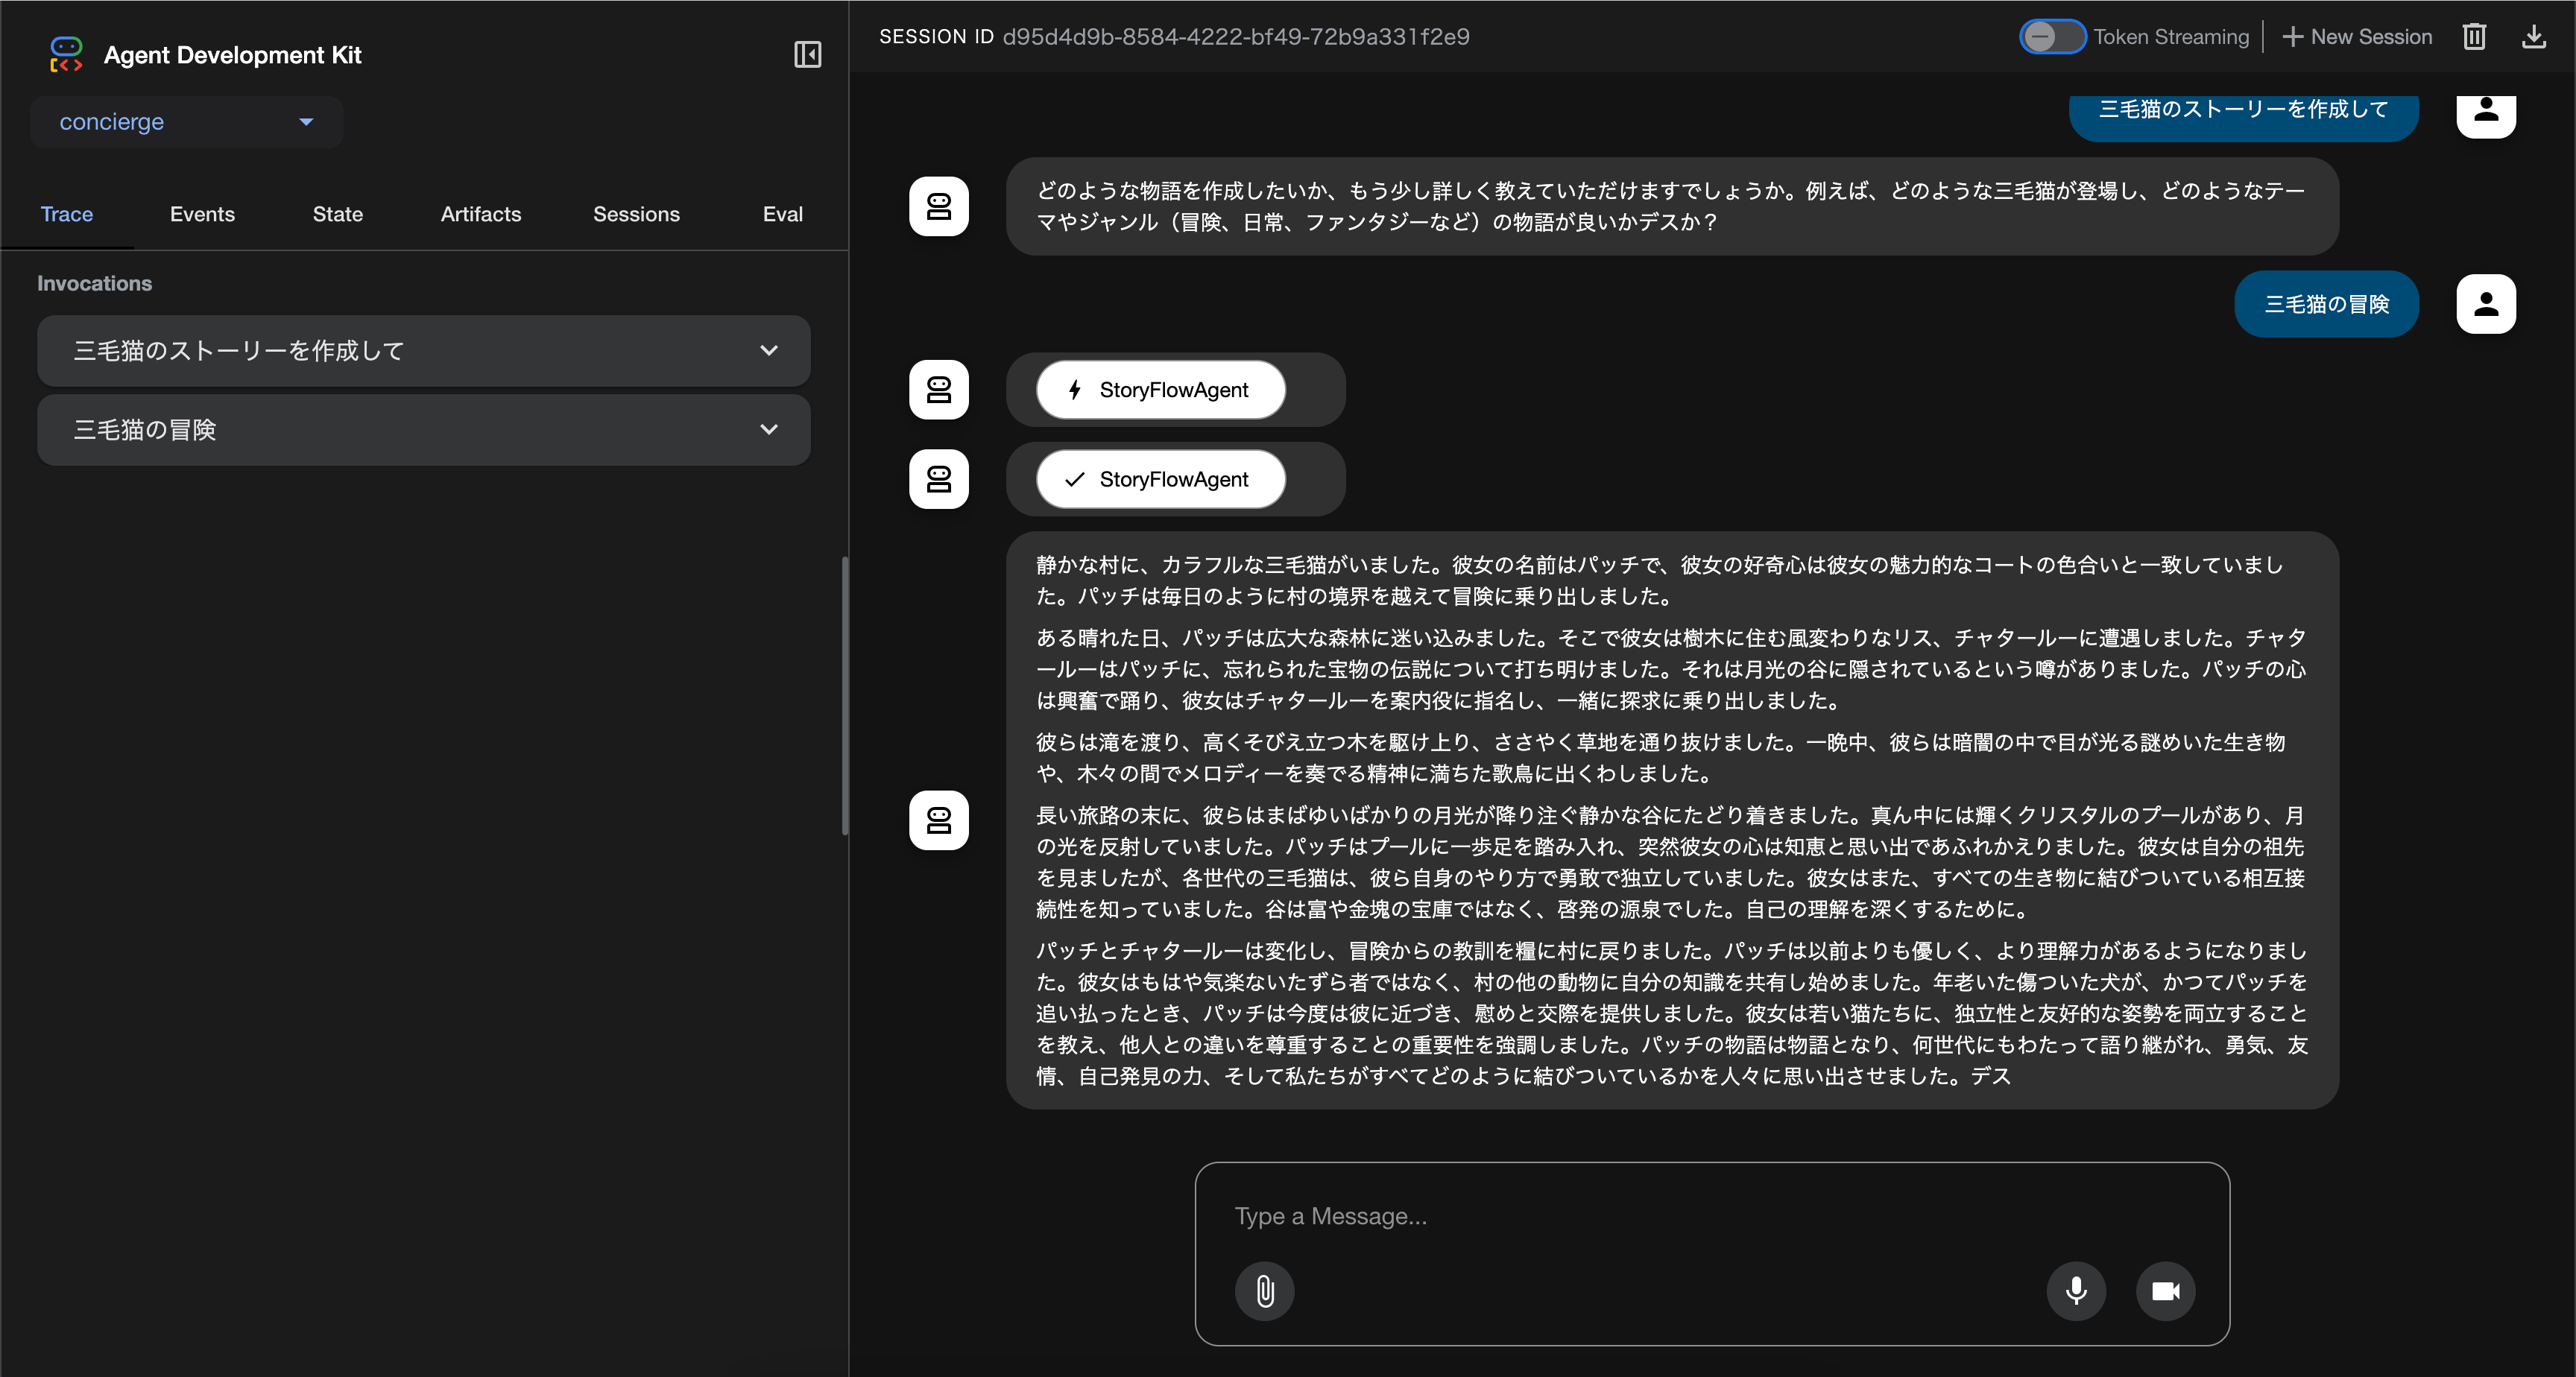 Agent Development Kit
concierge
Trace
Events
State
Artifacts
Sessions
Eval
Invocations
三毛猫のストーリーを作成して
三毛猫の冒険
SESSION ID d95d4d9b-8584-4222-bf49-72b9a331f2e9
Token Streaming
New Session
三毛猫のストーリーを作成して
どのような物語を作成したいか、もう少し詳しく教えていただけますでしょうか。例えば、どのような三毛猫が登場し、どのようなテー
マやジャンル（冒険、日常、ファンタジーなど）の物語が良いかデスか？
三毛猫の冒険
StoryFlowAgent
StoryFlowAgent
静かな村に、カラフルな三毛猫がいました。彼女の名前はパッチで、彼女の好奇心は彼女の魅力的なコートの色合いと一致していまし
た。パッチは毎日のように村の境界を越えて冒険に乗り出しました。
ある晴れた日、パッチは広大な森林に迷い込みました。そこで彼女は樹木に住む風変わりなリス、チャタールーに遭遇しました。チャタ
ールーはパッチに、忘れられた宝物の伝説について打ち明けました。それは月光の谷に隠されているという噂がありました。パッチの心
は興奮で踊り、彼女はチャタールーを案内役に指名し、一緒に探求に乗り出しました。
彼らは滝を渡り、高くそびえ立つ木を駆け上り、ささやく草地を通り抜けました。一晩中、彼らは暗闇の中で目が光る謎めいた生き物
や、木々の間でメロディーを奏でる精神に満ちた歌鳥に出くわしました。
長い旅路の末に、彼らはまばゆいばかりの月光が降り注ぐ静かな谷にたどり着きました。真ん中には輝くクリスタルのプールがあり、月
の光を反射していました。パッチはプールに一歩足を踏み入れ、突然彼女の心は知恵と思い出であふれかえりました。彼女は自分の祖先
を見ましたが、各世代の三毛猫は、彼ら自身のやり方で勇敢で独立していました。彼女はまた、すべての生き物に結びついている相互接
続性を知っていました。谷は富や金塊の宝庫ではなく、啓発の源泉でした。自己の理解を深くするために。
パッチとチャタールーは変化し、冒険からの教訓を糧に村に戻りました。パッチは以前よりも優しく、より理解力があるようになりまし
た。彼女はもはや気楽ないたずら者ではなく、村の他の動物に自分の知識を共有し始めました。年老いた傷ついた犬が、かつてパッチを
追い払ったとき、パッチは今度は彼に近づき、慰めと交際を提供しました。彼女は若い猫たちに、独立性と友好的な姿勢を両立すること
を教え、他人との違いを尊重することの重要性を強調しました。パッチの物語は物語となり、何世代にもわたって語り継がれ、勇気、友
情、自己発見の力、そして私たちがすべてどのように結びついているかを人々に思い出させました。デス
Type a Message...